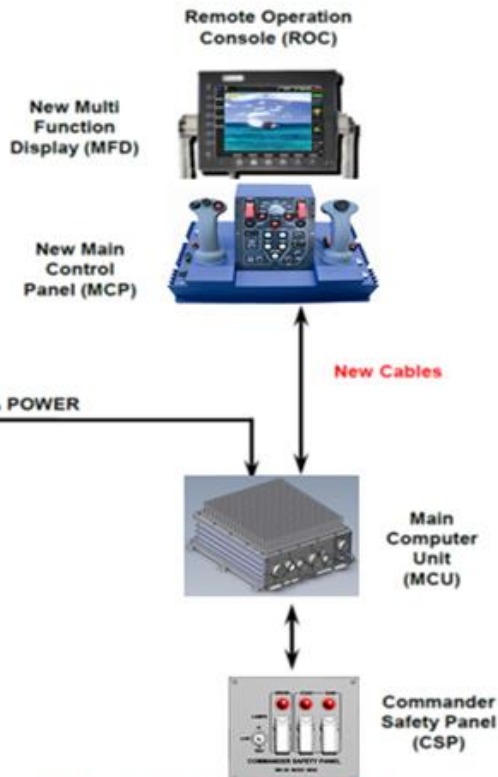 Remote Operation
Console (ROC)
New Multi
Function
Display (MFD)
New Main
Control
Panel (MCP)
New Cables
POWER
Main
Computer
Unit
(MCU)
Commander
Safety Panel
(CSP)
COMMANDER SAFETY PANEL